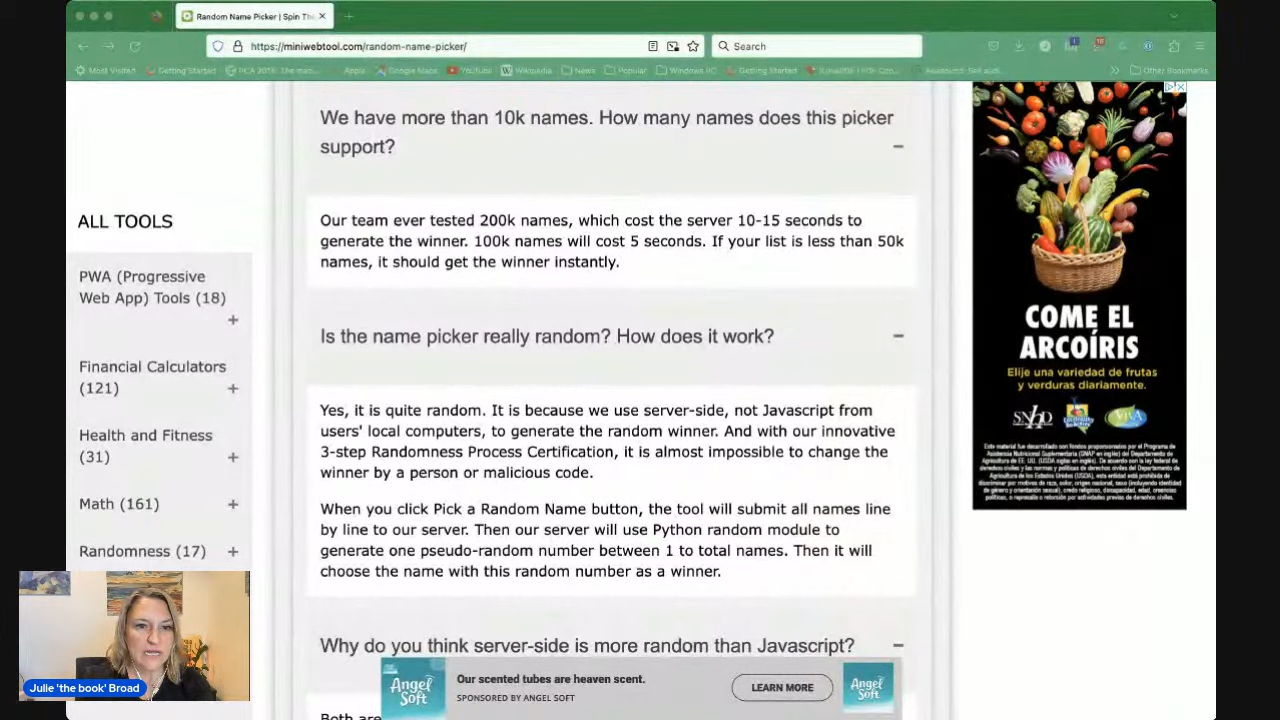 Random Name Picker | Spin The
https://miniwebtool.com/random-name-picker/
Search
Most Visited
Getting Started
Apps
Google Maps
YouTube
Wikipedia
News
Popular
Windows PC
Getting Started
Other Bookmarks
We have more than 10k names. How many names does this picker
support?
Our team ever tested 200k names, which cost the server 10-15 seconds to
generate the winner. 100k names will cost 5 seconds. If your list is less than 50k
names, it should get the winner instantly.
Is the name picker really random? How does it work?
Yes, it is quite random. It is because we use server-side, not Javascript from
users' local computers, to generate the random winner. And with our innovative
3-step Randomness Process Certification, it is almost impossible to change the
winner by a person or malicious code.
When you click Pick a Random Name button, the tool will submit all names line
by line to our server. Then our server will use Python random module to
generate one pseudo-random number between 1 to total names. Then it will
choose the name with this random number as a winner.
Why do you think server-side is more random than Javascript?
Both are
ALL TOOLS
PWA (Progressive
Web App) Tools (18)
+
Financial Calculators
(121) +
Health and Fitness
(31) +
Math (161) +
Randomness (17) +
COME EL
ARCOÍRIS
Elije una variedad de frutas
y verduras diariamente.
Angel
Soft
Our scented tubes are heaven scent.
SPONSORED BY ANGEL SOFT
LEARN MORE
Angel
Soft
Julie 'the book' Broad